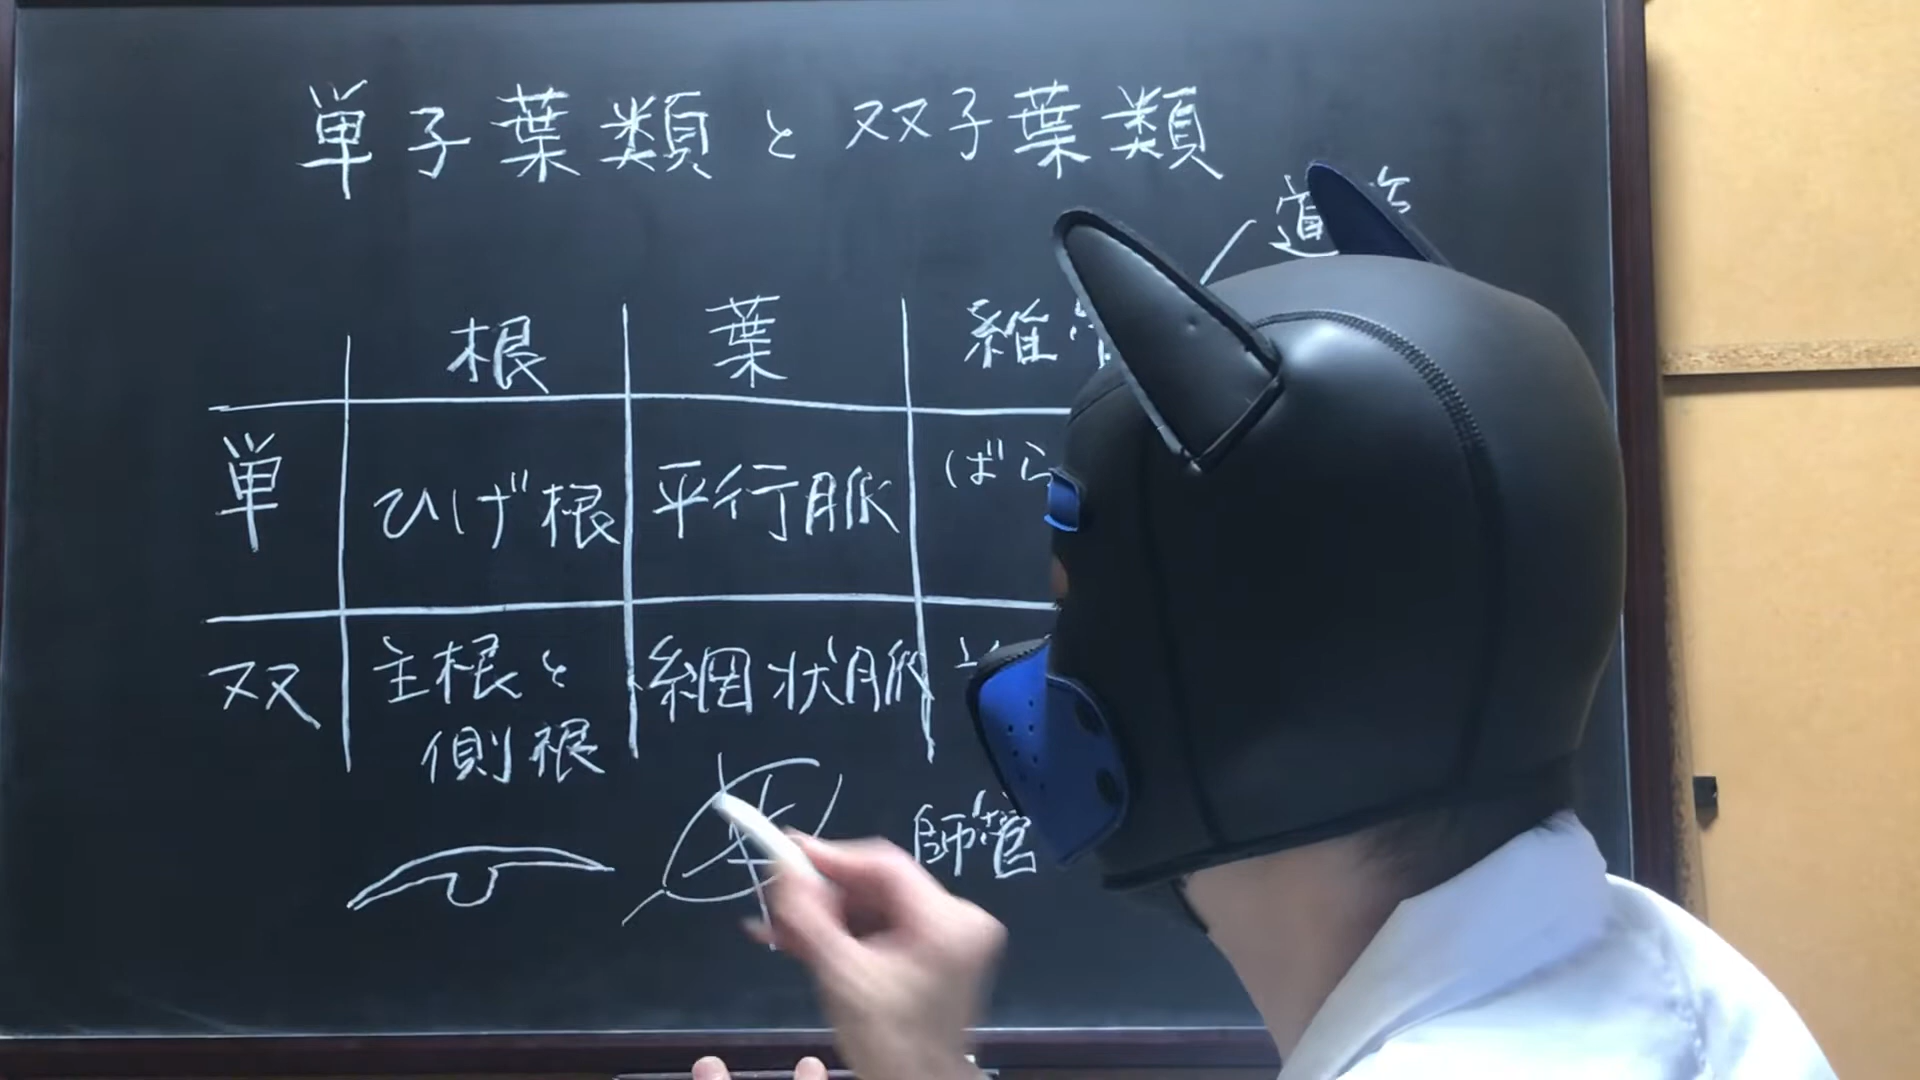 単子葉類と双子葉類
根 葉 維管
単 ひげ根 平行脈 ばら
双 主根と側根 網状脈
師管